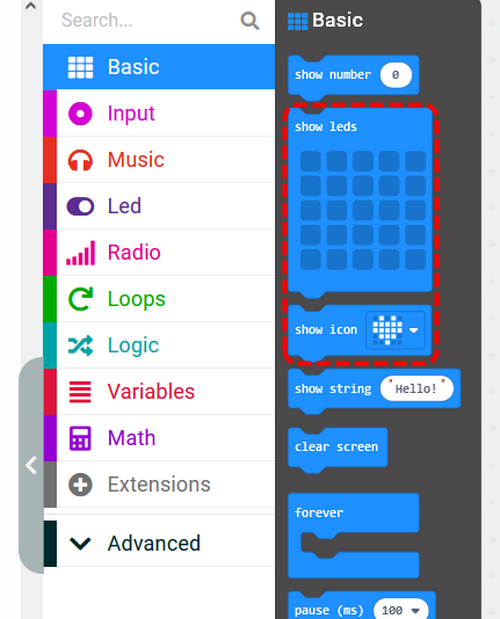 Search...
Basic
Input
Music
Led
Radio
Loops
Logic
Variables
Math
Extensions
Advanced
Basic
show number 0
show leds
show icon
show string "Hello!"
clear screen
forever
pause (ms) 100